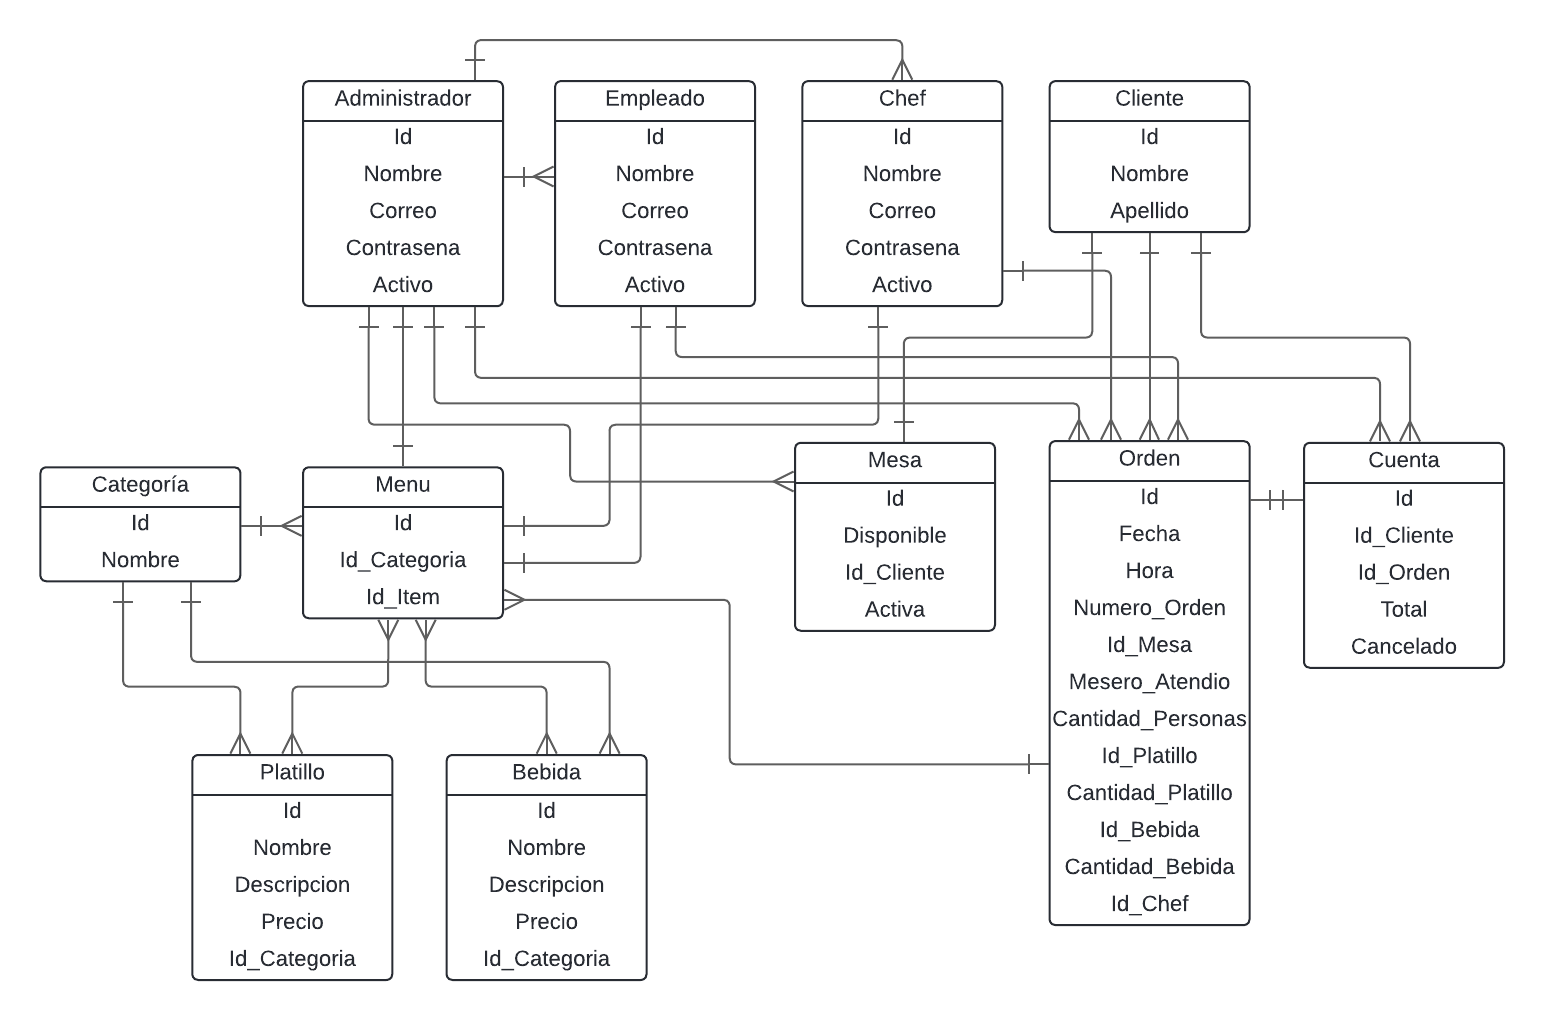 Administrador
Id
Nombre
Correo
Contrasena
Activo
Empleado
Id
Nombre
Correo
Contrasena
Activo
Chef
Id
Nombre
Correo
Contrasena
Activo
Cliente
Id
Nombre
Apellido
Categoría
Id
Nombre
Menu
Id
Id_Categoria
Id_Item
Mesa
Id
Disponible
Id_Cliente
Activa
Orden
Id
Fecha
Hora
Numero_Orden
Id_Mesa
Mesero_Atendio
Cantidad_Personas
Id_Platillo
Cantidad_Platillo
Id_Bebida
Cantidad_Bebida
Id_Chef
Cuenta
Id
Id_Cliente
Id_Orden
Total
Cancelado
Platillo
Id
Nombre
Descripcion
Precio
Id_Categoria
Bebida
Id
Nombre
Descripcion
Precio
Id_Categoria